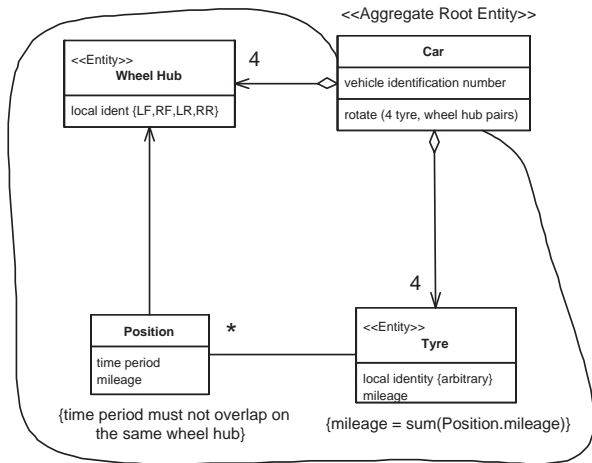 <<Aggregate Root Entity>>
Car
vehicle identification number
rotate (4 tyre, wheel hub pairs)
4
<<Entity>>
Wheel Hub
local ident {LF,RF,LR,RR}
4
Position
time period
mileage
*
<<Entity>>
Tyre
local identity {arbitrary}
mileage
{time period must not overlap on
the same wheel hub}
{mileage = sum(Position.mileage)}